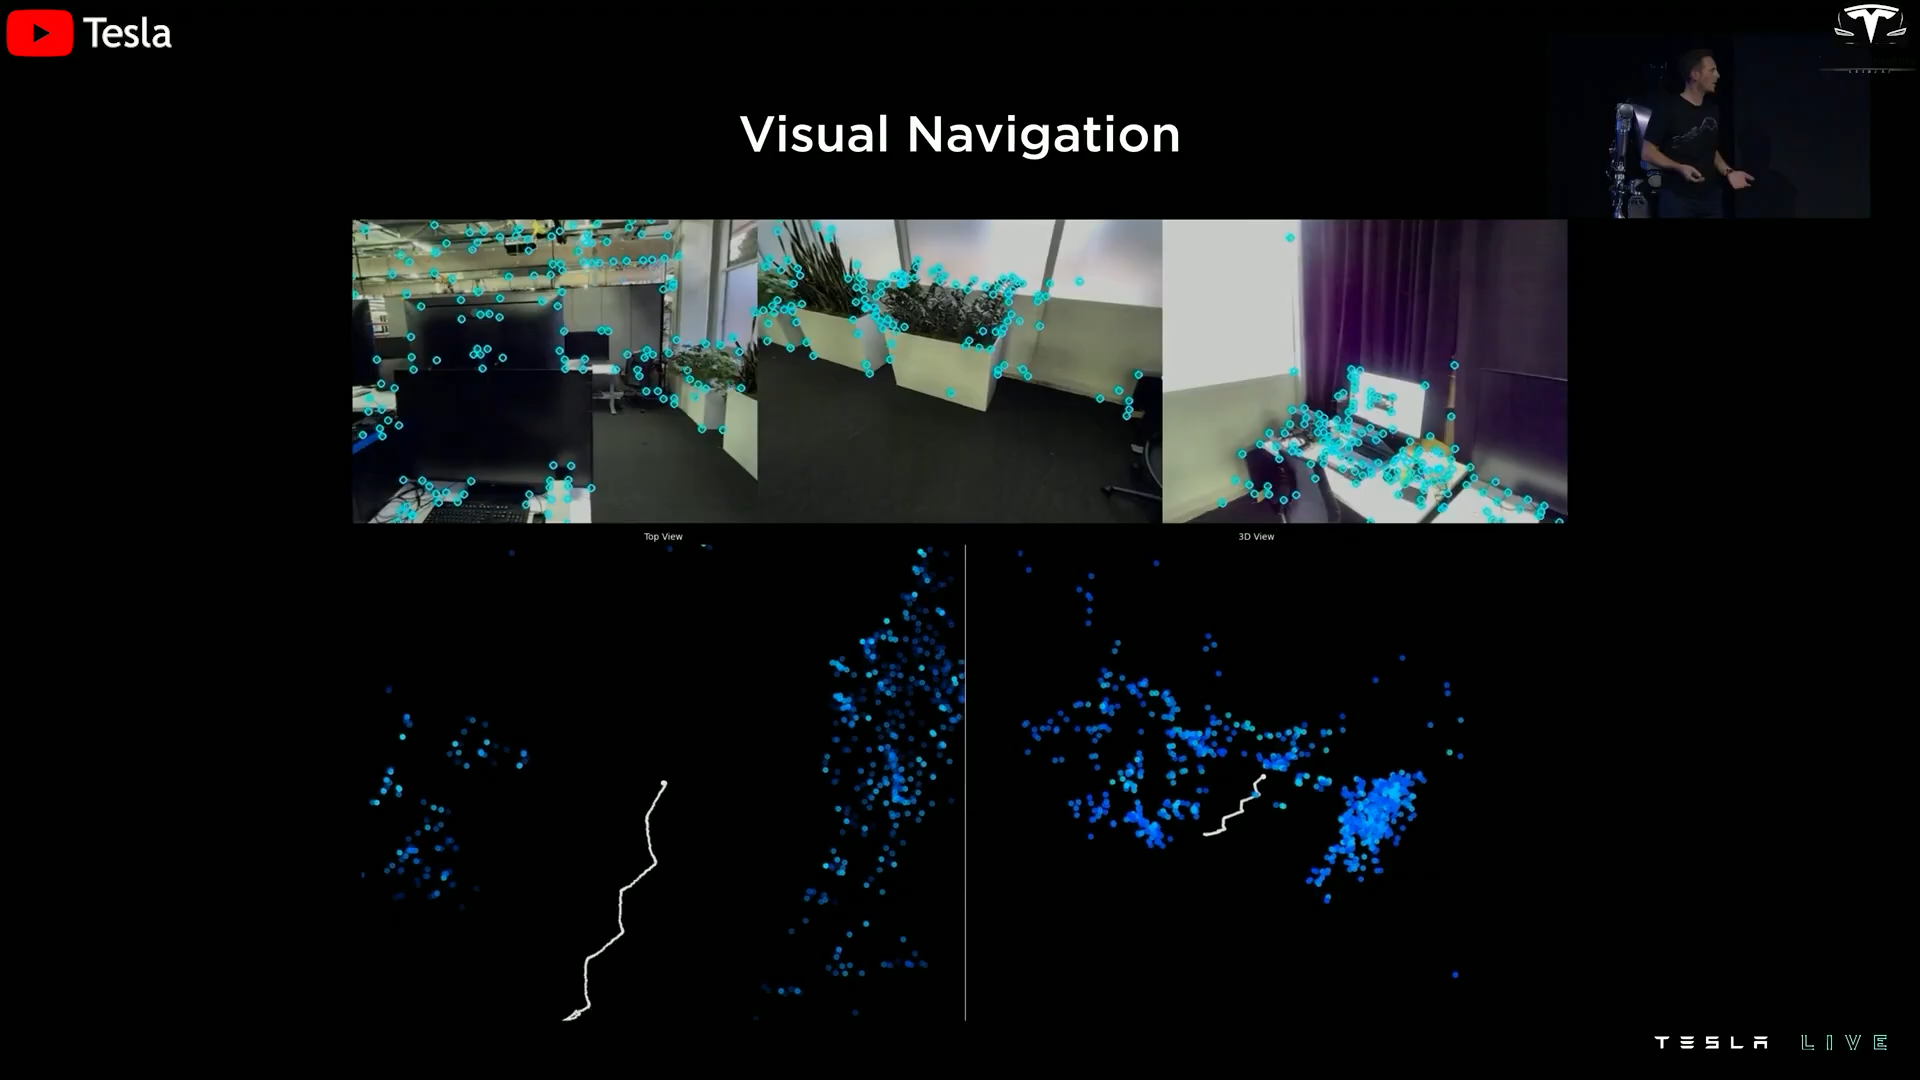 Tesla
Visual Navigation
Top View
3D View
TESLA LIVE